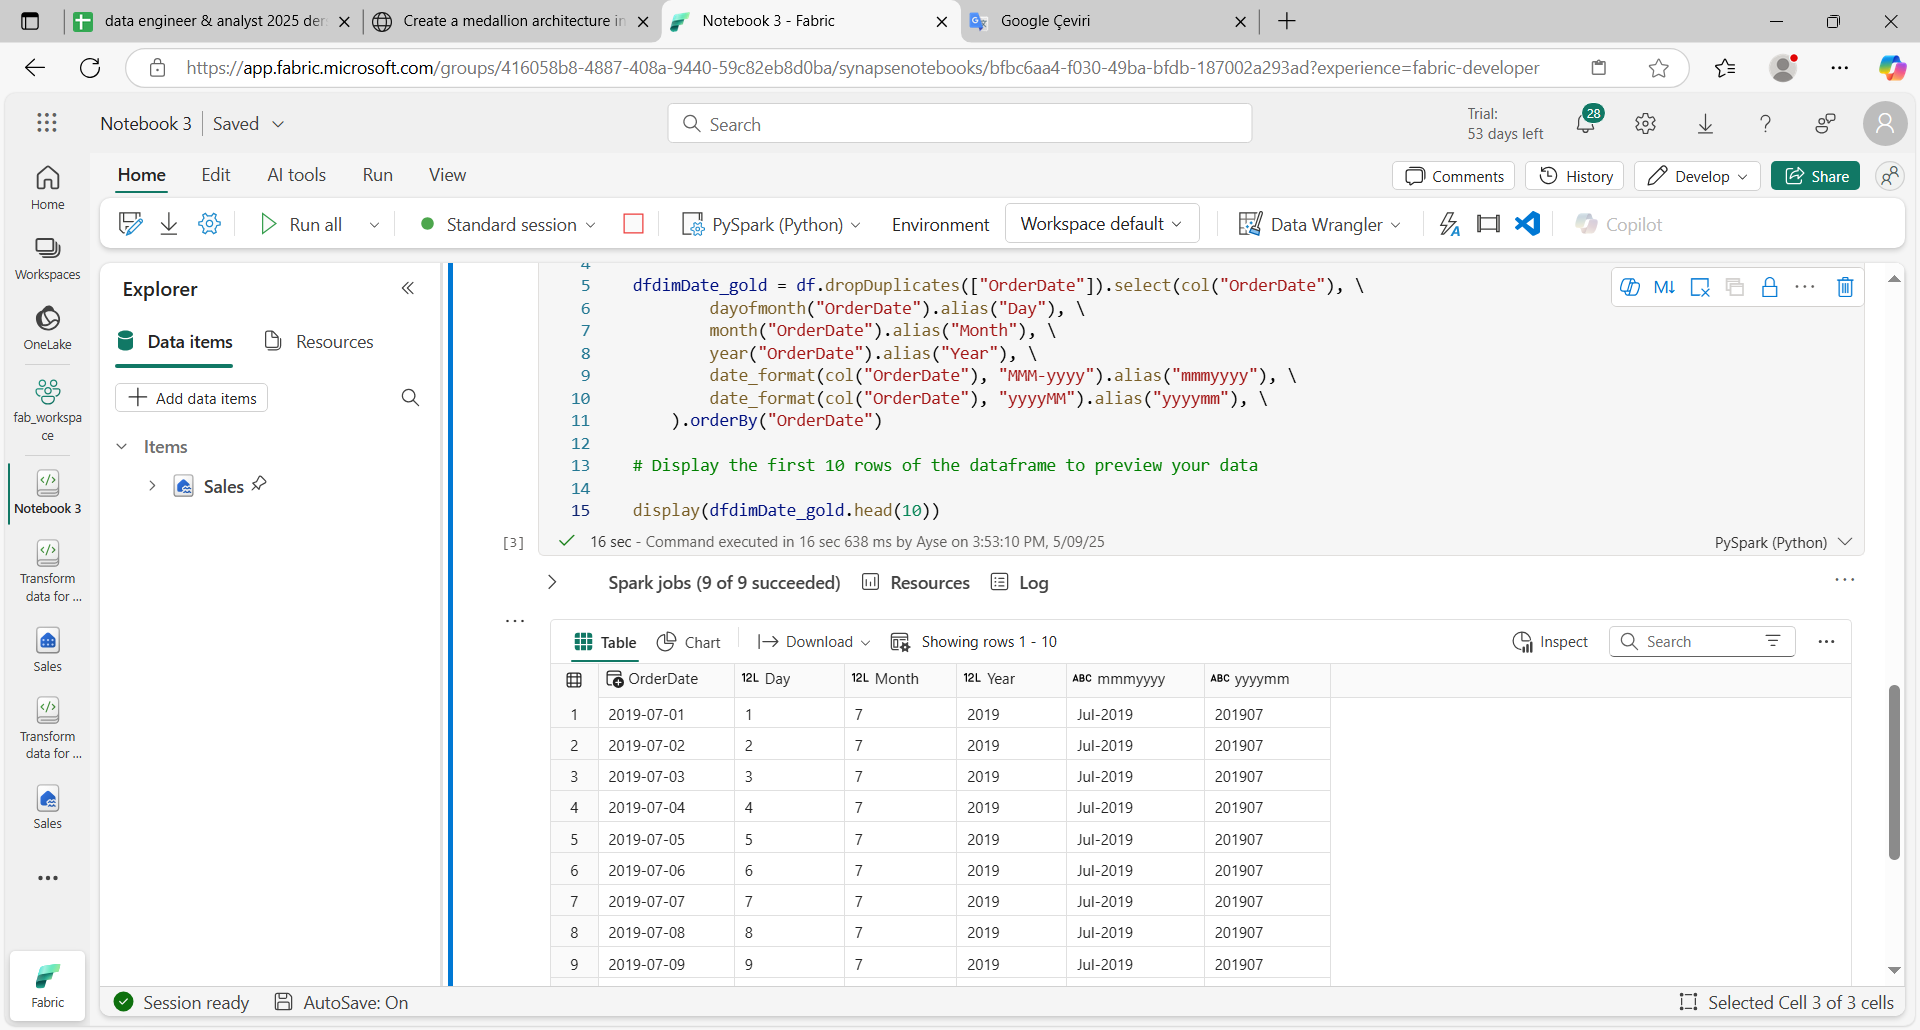 data engineer & analyst 2025 der
Create a medallion architecture in
Notebook 3 - Fabric
Google Çeviri
https://app.fabric.microsoft.com/groups/416058b8-4887-408a-9440-59c82eb8d0ba/synapsenotebooks/bfbc6aa4-f030-49ba-bfdb-187002a293ad?experience=fabric-developer
Notebook 3
Saved
Search
Trial:
53 days left
28
Home
Edit
AI tools
Run
View
Comments
History
Develop
Share
Run all
Standard session
PySpark (Python)
Environment
Workspace default
Data Wrangler
Copilot
Home
Workspaces
OneLake
fab_workspa
ce
Notebook 3
Transform
data for ...
Sales
Transform
data for ...
Sales
Fabric
Explorer
Data items
Resources
Add data items
Items
Sales
4
5 dfdimDate_gold = df.dropDuplicates(["OrderDate"]).select(col("OrderDate"), \
6 dayofmonth("OrderDate").alias("Day"), \
7 month("OrderDate").alias("Month"), \
8 year("OrderDate").alias("Year"), \
9 date_format(col("OrderDate"), "MMM-yyyy").alias("mmmyyyy"), \
10 date_format(col("OrderDate"), "yyyyMM").alias("yyyymm"), \
11 ).orderBy("OrderDate")
12
13 # Display the first 10 rows of the dataframe to preview your data
14
15 display(dfdimDate_gold.head(10))
[3]
16 sec - Command executed in 16 sec 638 ms by Ayse on 3:53:10 PM, 5/09/25
PySpark (Python)
Spark jobs (9 of 9 succeeded)
Resources
Log
Table
Chart
Download
Showing rows 1 - 10
Inspect
Search
OrderDate 12L Day 12L Month 12L Year ABC mmmyyyy ABC yyyymm
1 2019-07-01 1 7 2019 Jul-2019 201907
2 2019-07-02 2 7 2019 Jul-2019 201907
3 2019-07-03 3 7 2019 Jul-2019 201907
4 2019-07-04 4 7 2019 Jul-2019 201907
5 2019-07-05 5 7 2019 Jul-2019 201907
6 2019-07-06 6 7 2019 Jul-2019 201907
7 2019-07-07 7 7 2019 Jul-2019 201907
8 2019-07-08 8 7 2019 Jul-2019 201907
9 2019-07-09 9 7 2019 Jul-2019 201907
Session ready
AutoSave: On
Selected Cell 3 of 3 cells